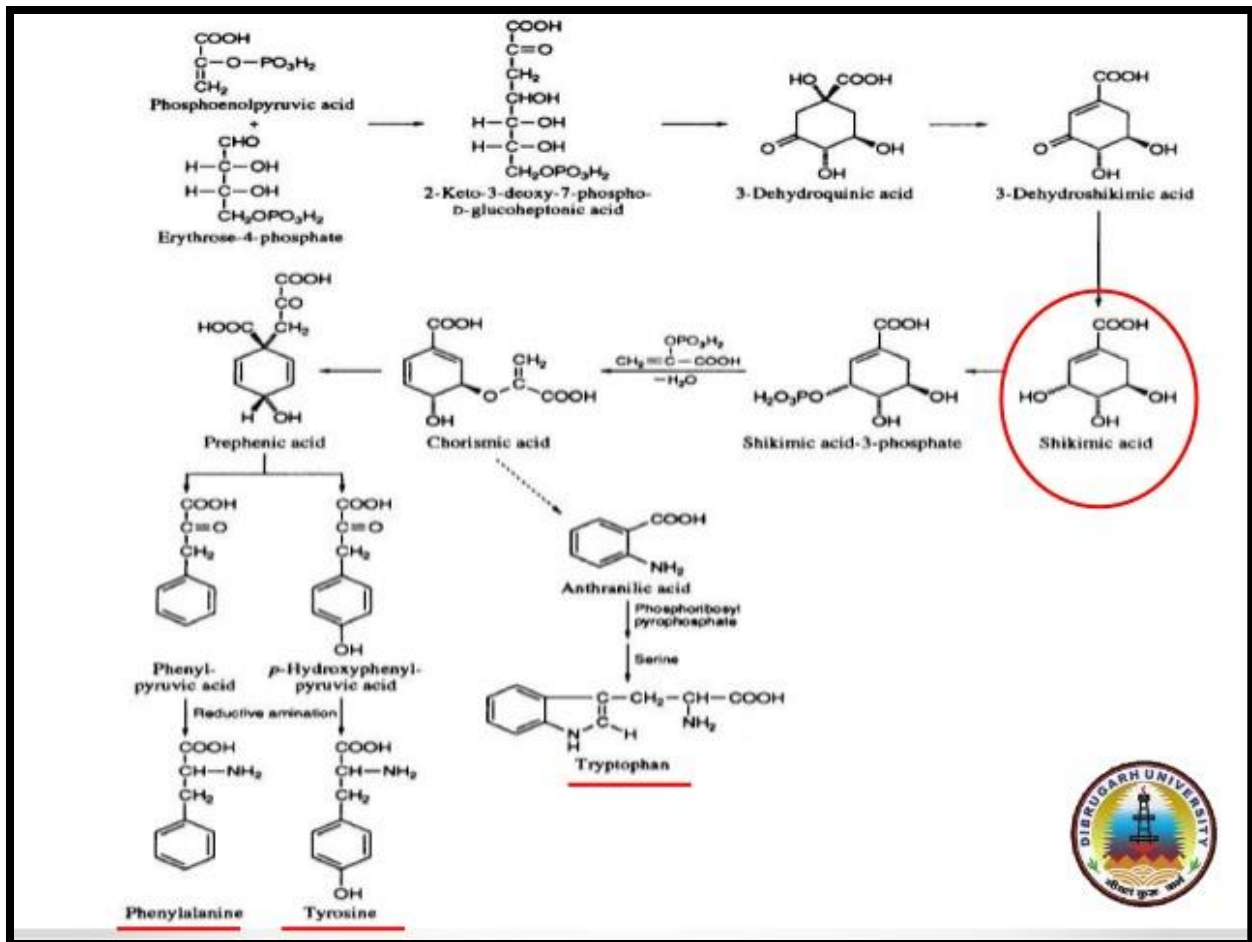 COOH
C—O—PO₃H₂
CH₂
Phosphoenolpyruvic acid
+
CHO
H—C—OH
H—C—OH
CH₂OPO₃H₂
Erythrose-4-phosphate
COOH
C=O
CH₂
CHOH
H—C—OH
H—C—OH
CH₂OPO₃H₂
2-Keto-3-deoxy-7-phospho-
D-glucoheptonic acid
HO COOH
O OH
OH
3-Dehydroquinic acid
COOH
O OH
OH
3-Dehydroshikimic acid
COOH
HO OH
OH
Shikimic acid
COOH
H₂O₃PO OH
OH
Shikimic acid-3-phosphate
OPO₃H₂
CH₂=C—COOH
−H₂O
COOH
CH₂
O—C COOH
OH
Chorismic acid
COOH
CO
HOOC CH₂
H OH
Prephenic acid
COOH
C=O
CH₂
Phenyl-
pyruvic acid
COOH
C=O
CH₂
OH
p-Hydroxyphenyl-
pyruvic acid
Reductive amination
COOH
CH—NH₂
CH₂
Phenylalanine
COOH
CH—NH₂
CH₂
OH
Tyrosine
COOH
NH₂
Anthranilic acid
Phosphoribosyl
pyrophosphate
Serine
C—CH₂—CH—COOH
C NH₂
N H
H
Tryptophan
DIBRUGARH UNIVERSITY